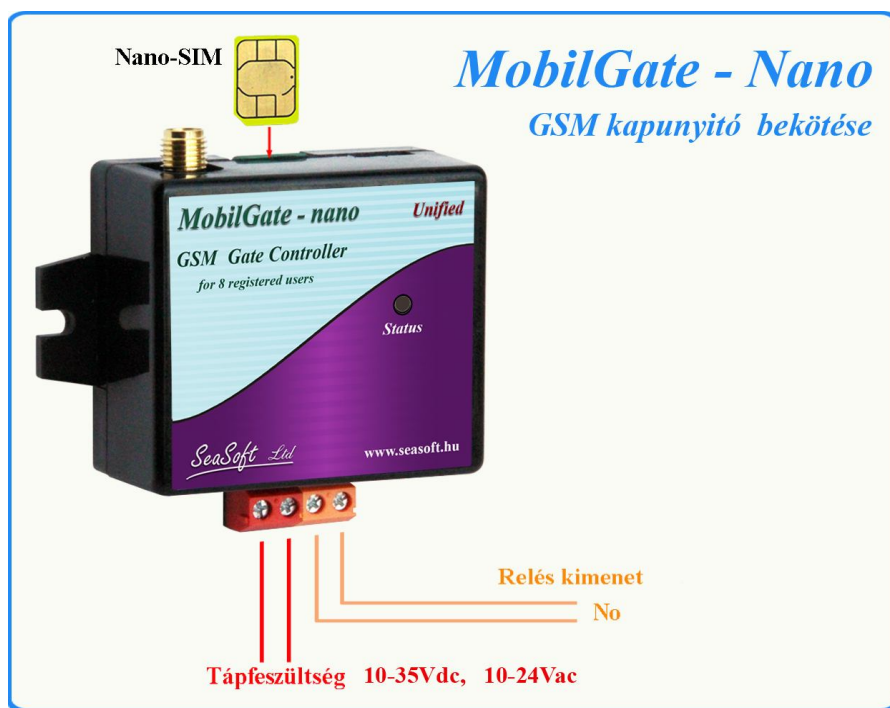 MobilGate - Nano
GSM kapunyitó bekötése
Nano-SIM
MobilGate - nano
Unified
GSM Gate Controller
for 8 registered users
Status
SeaSoft Ltd
www.seasoft.hu
Relés kimenet
No
Tápfeszültség 10-35Vdc, 10-24Vac